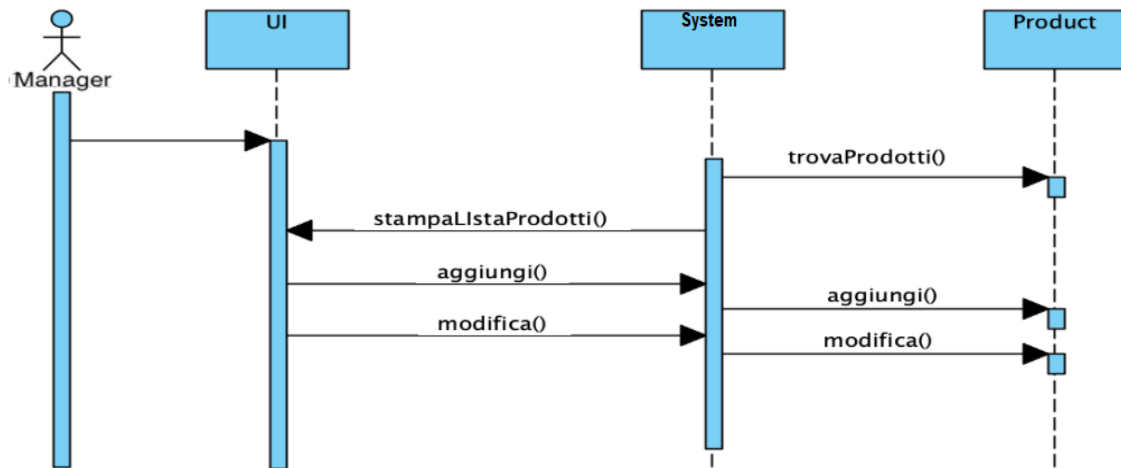 UI
System
Product
Manager
trovaProdotti()
stampaLIstaProdotti()
aggiungi()
aggiungi()
modifica()
modifica()